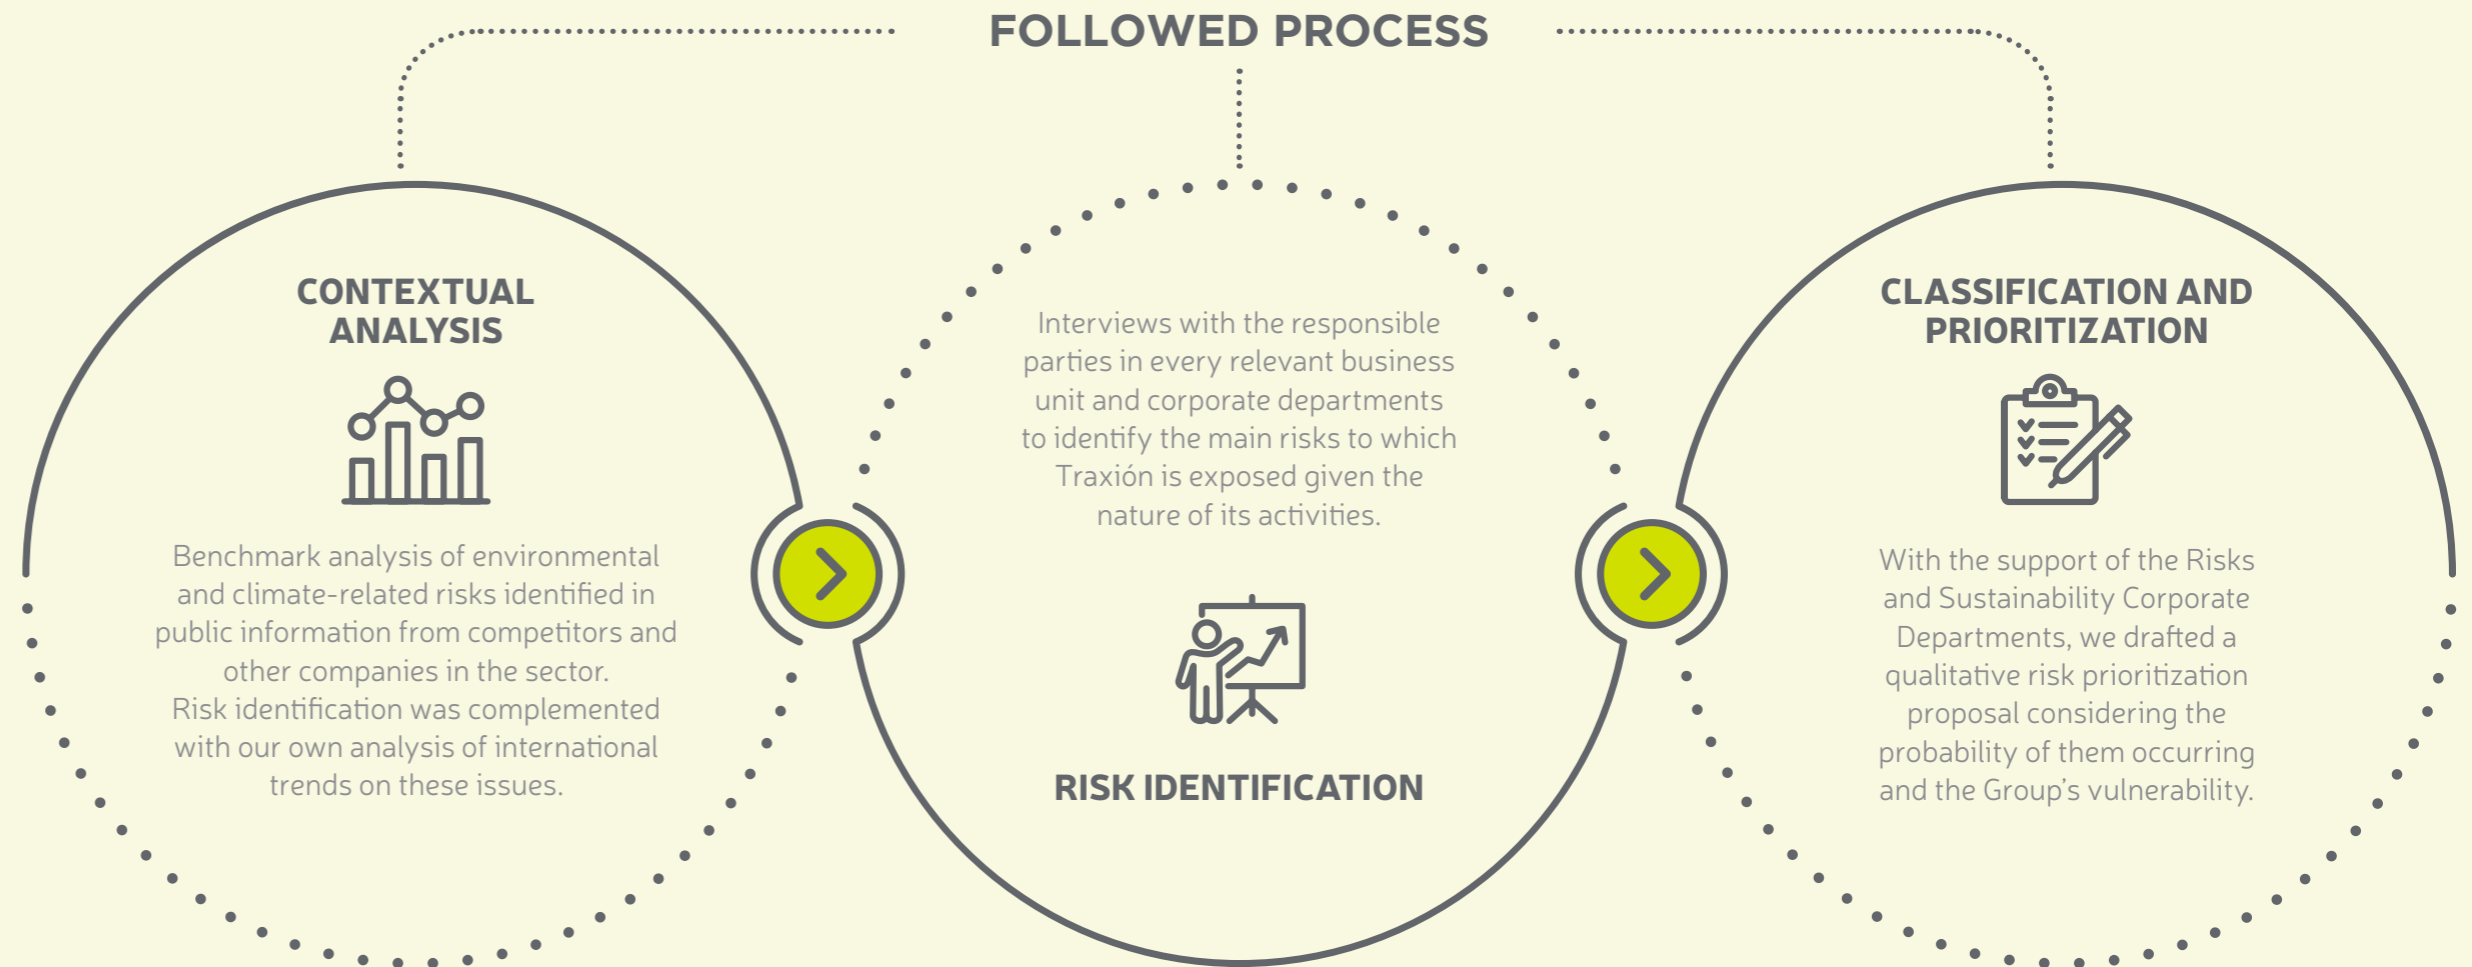 FOLLOWED PROCESS
CONTEXTUAL
ANALYSIS
Benchmark analysis of environmental
and climate-related risks identified in
public information from competitors and
other companies in the sector.
Risk identification was complemented
with our own analysis of international
trends on these issues.
Interviews with the responsible
parties in every relevant business
unit and corporate departments
to identify the main risks to which
Traxión is exposed given the
nature of its activities.
RISK IDENTIFICATION
CLASSIFICATION AND
PRIORITIZATION
With the support of the Risks
and Sustainability Corporate
Departments, we drafted a
qualitative risk prioritization
proposal considering the
probability of them occurring
and the Group’s vulnerability.